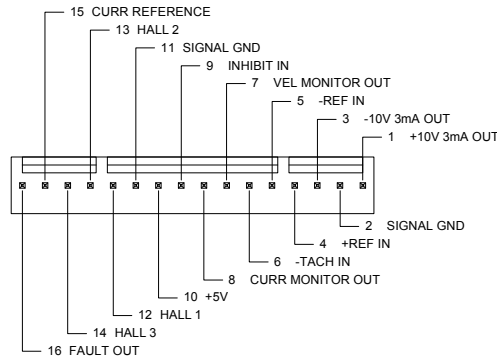 15 CURR REFERENCE
13 HALL 2
11 SIGNAL GND
9 INHIBIT IN
7 VEL MONITOR OUT
5 -REF IN
3 -10V 3mA OUT
1 +10V 3mA OUT
2 SIGNAL GND
4 +REF IN
6 -TACH IN
8 CURR MONITOR OUT
10 +5V
12 HALL 1
14 HALL 3
16 FAULT OUT